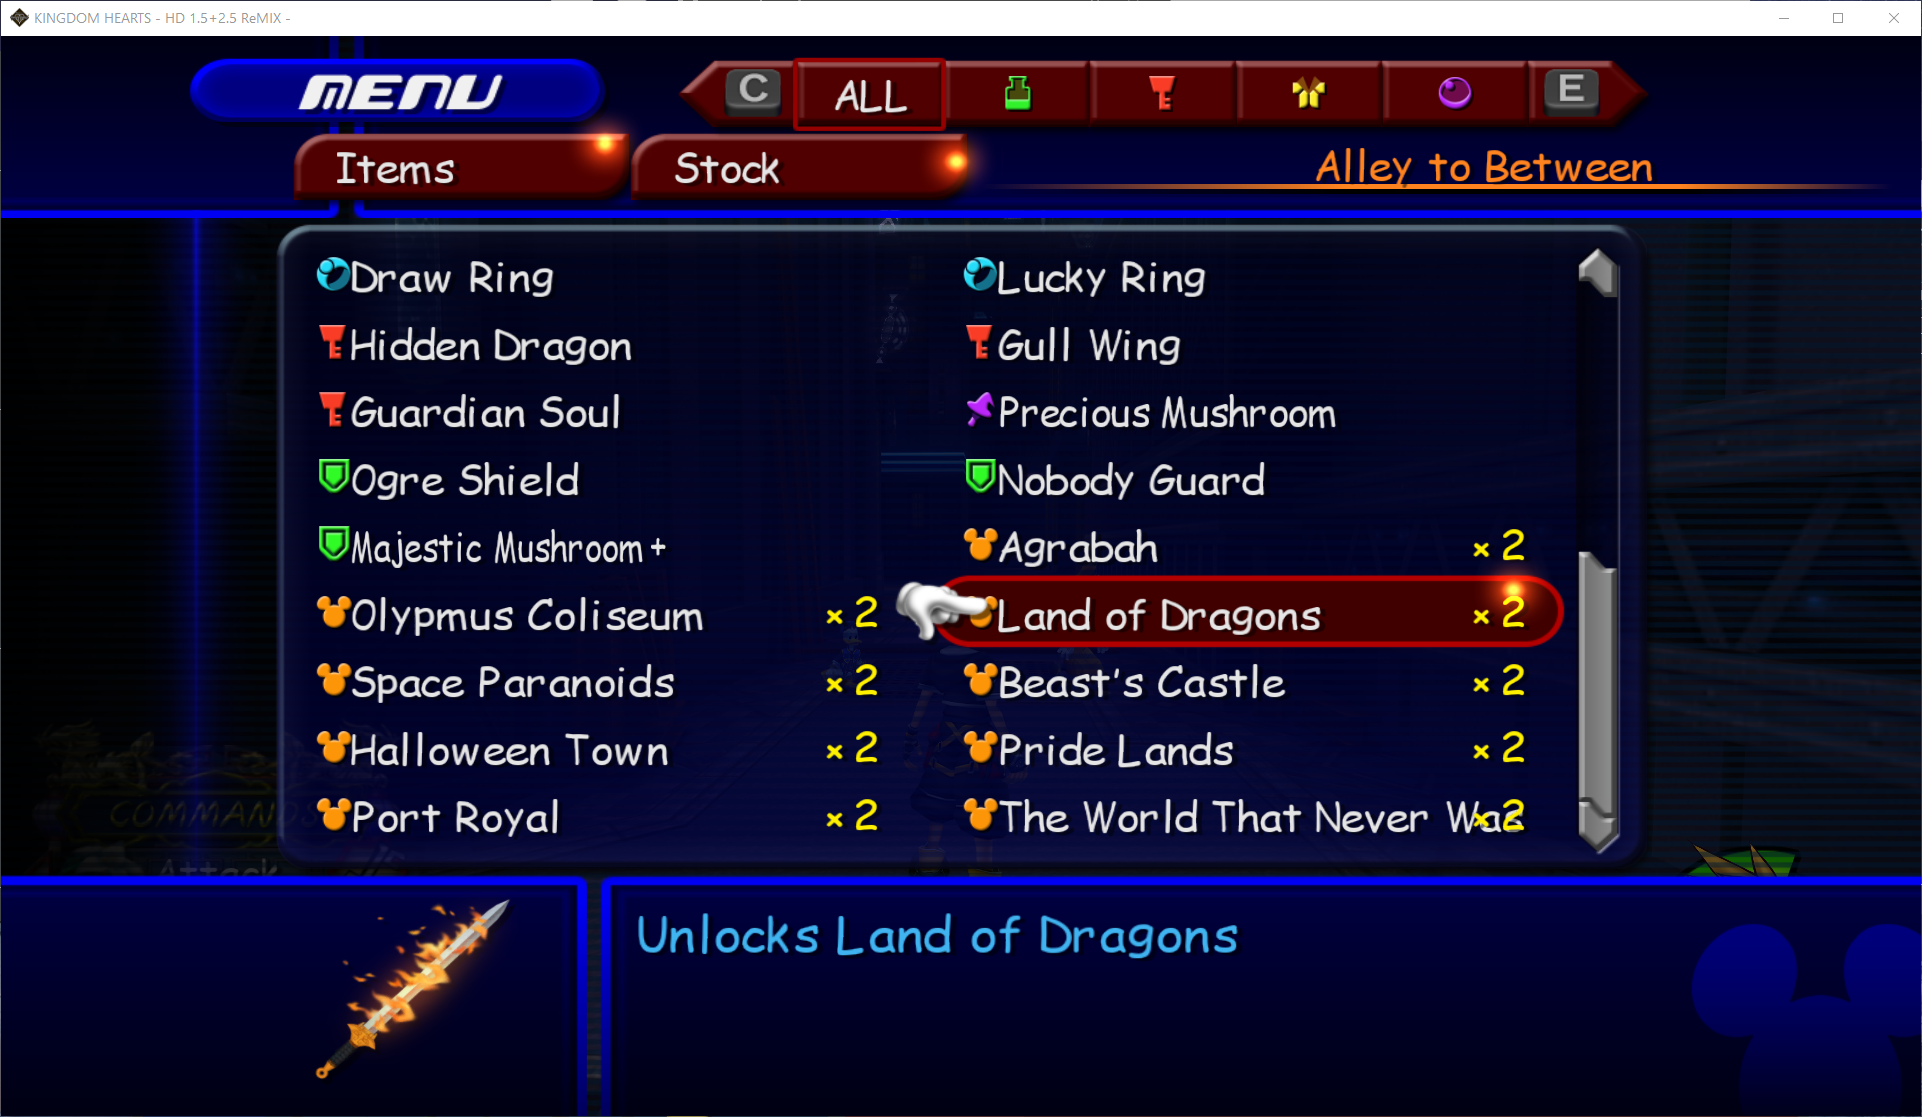 KINGDOM HEARTS - HD 1.5+2.5 ReMIX -
MENU
C ALL E
Items Stock Alley to Between
Draw Ring Lucky Ring
Hidden Dragon Gull Wing
Guardian Soul Precious Mushroom
Ogre Shield Nobody Guard
Majestic Mushroom+ Agrabah × 2
Olypmus Coliseum × 2 Land of Dragons × 2
Space Paranoids × 2 Beast's Castle × 2
Halloween Town × 2 Pride Lands × 2
Port Royal × 2 The World That Never Was × 2
COMMANDS
Attack
Unlocks Land of Dragons